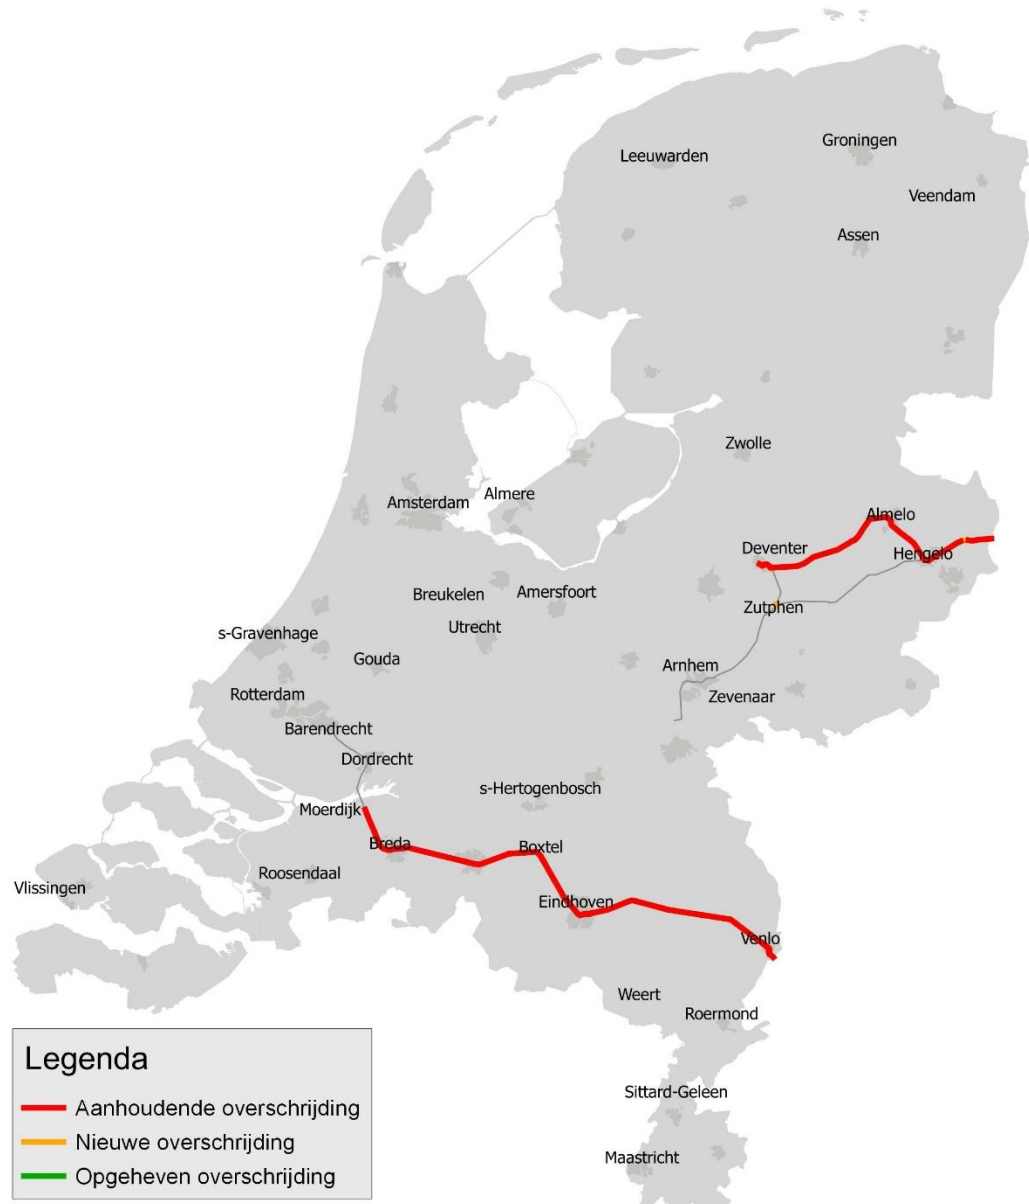 Groningen
Leeuwarden
Veendam
Assen
Zwolle
Almere
Amsterdam
Almelo
Deventer
Hengelo
Breukelen
Amersfoort
Zutphen
Utrecht
s-Gravenhage
Gouda
Arnhem
Rotterdam
Zevenaar
Barendrecht
Dordrecht
s-Hertogenbosch
Moerdijk
Breda
Boxtel
Roosendaal
Vlissingen
Eindhoven
Venlo
Weert
Roermond
Sittard-Geleen
Maastricht
Legenda
Aanhoudende overschrijding
Nieuwe overschrijding
Opgeheven overschrijding